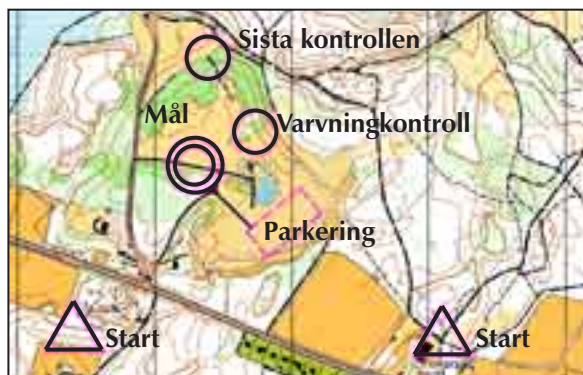 Sista kontrollen
Mål
Varvningkontroll
Parkering
Start
Start